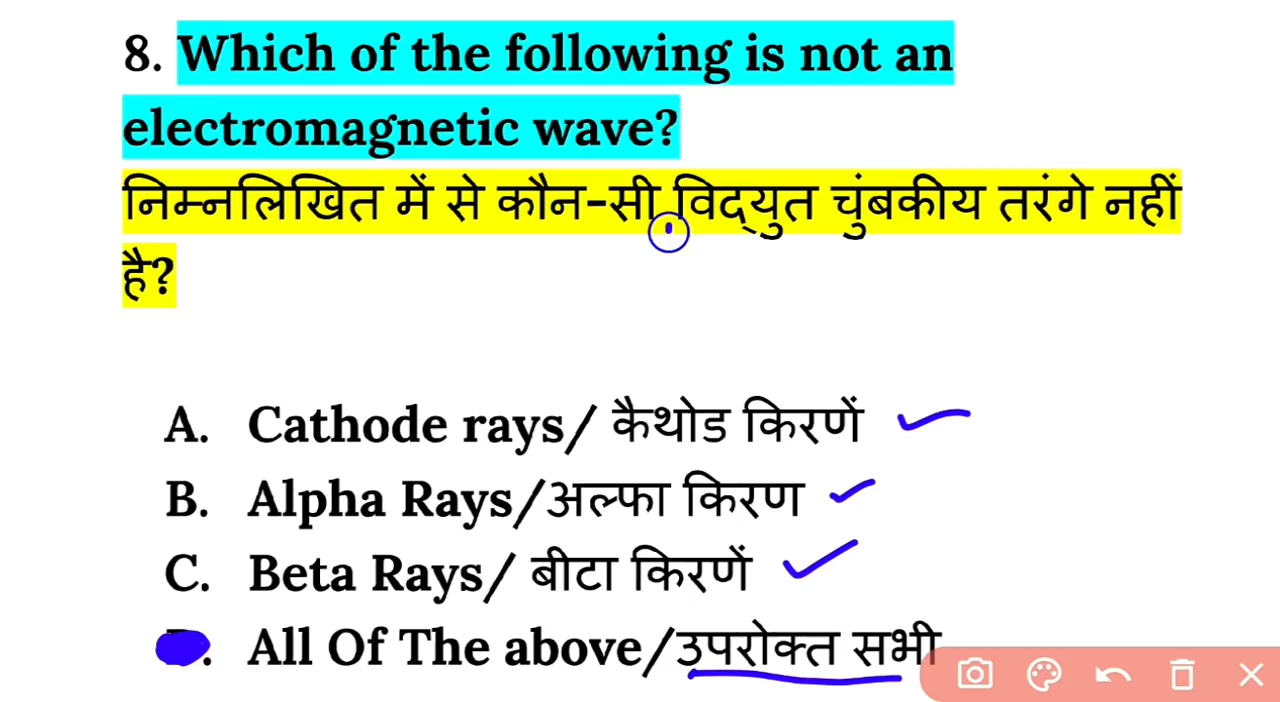 8. Which of the following is not an
electromagnetic wave?
निम्नलिखित में से कौन-सी विद्युत चुंबकीय तरंगे नहीं
है?
A. Cathode rays/ कैथोड किरणें
B. Alpha Rays/अल्फा किरण
C. Beta Rays/ बीटा किरणें
All Of The above/उपरोक्त सभी